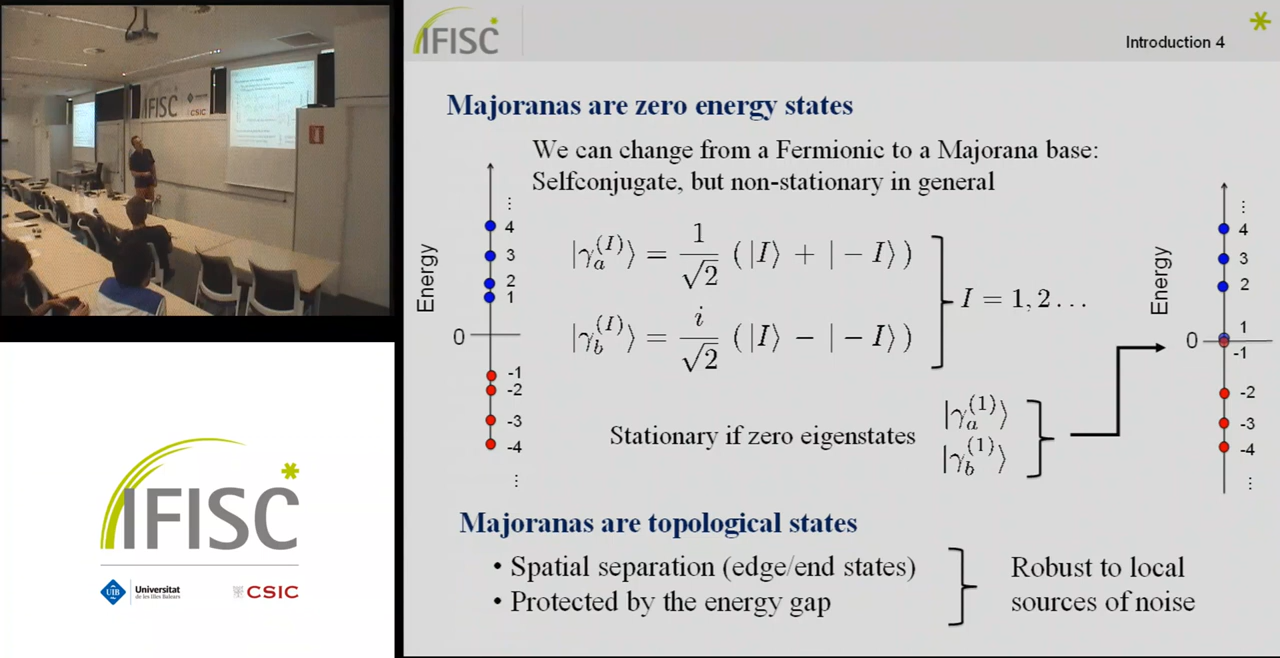 IFISC
Introduction 4
Majoranas are zero energy states
We can change from a Fermionic to a Majorana base:
Selfconjugate, but non-stationary in general
Energy
⋮
4
3
2
1
0
-1
-2
-3
-4
⋮
|γ_a^(I)⟩ = 1/√2 (|I⟩ + |−I⟩)
|γ_b^(I)⟩ = i/√2 (|I⟩ − |−I⟩)
I = 1, 2 …
Stationary if zero eigenstates
|γ_a^(1)⟩
|γ_b^(1)⟩
Energy
⋮
4
3
2
1
0
-1
-2
-3
-4
⋮
Majoranas are topological states
• Spatial separation (edge/end states)
• Protected by the energy gap
Robust to local
sources of noise
IFISC
CSIC
IFISC
UIB
Universitat
de les Illes Balears
CSIC